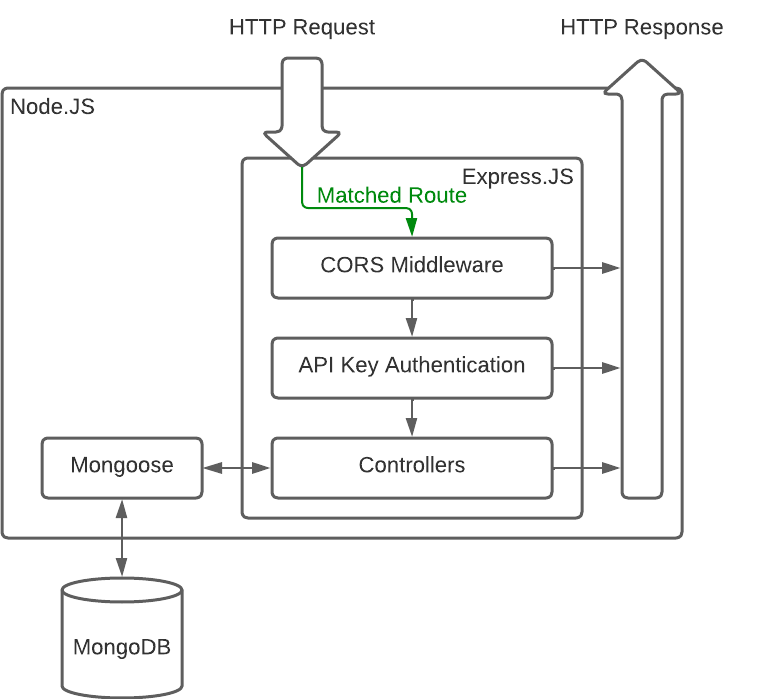 HTTP Request
HTTP Response
Node.JS
Express.JS
Matched Route
CORS Middleware
API Key Authentication
Mongoose
Controllers
MongoDB